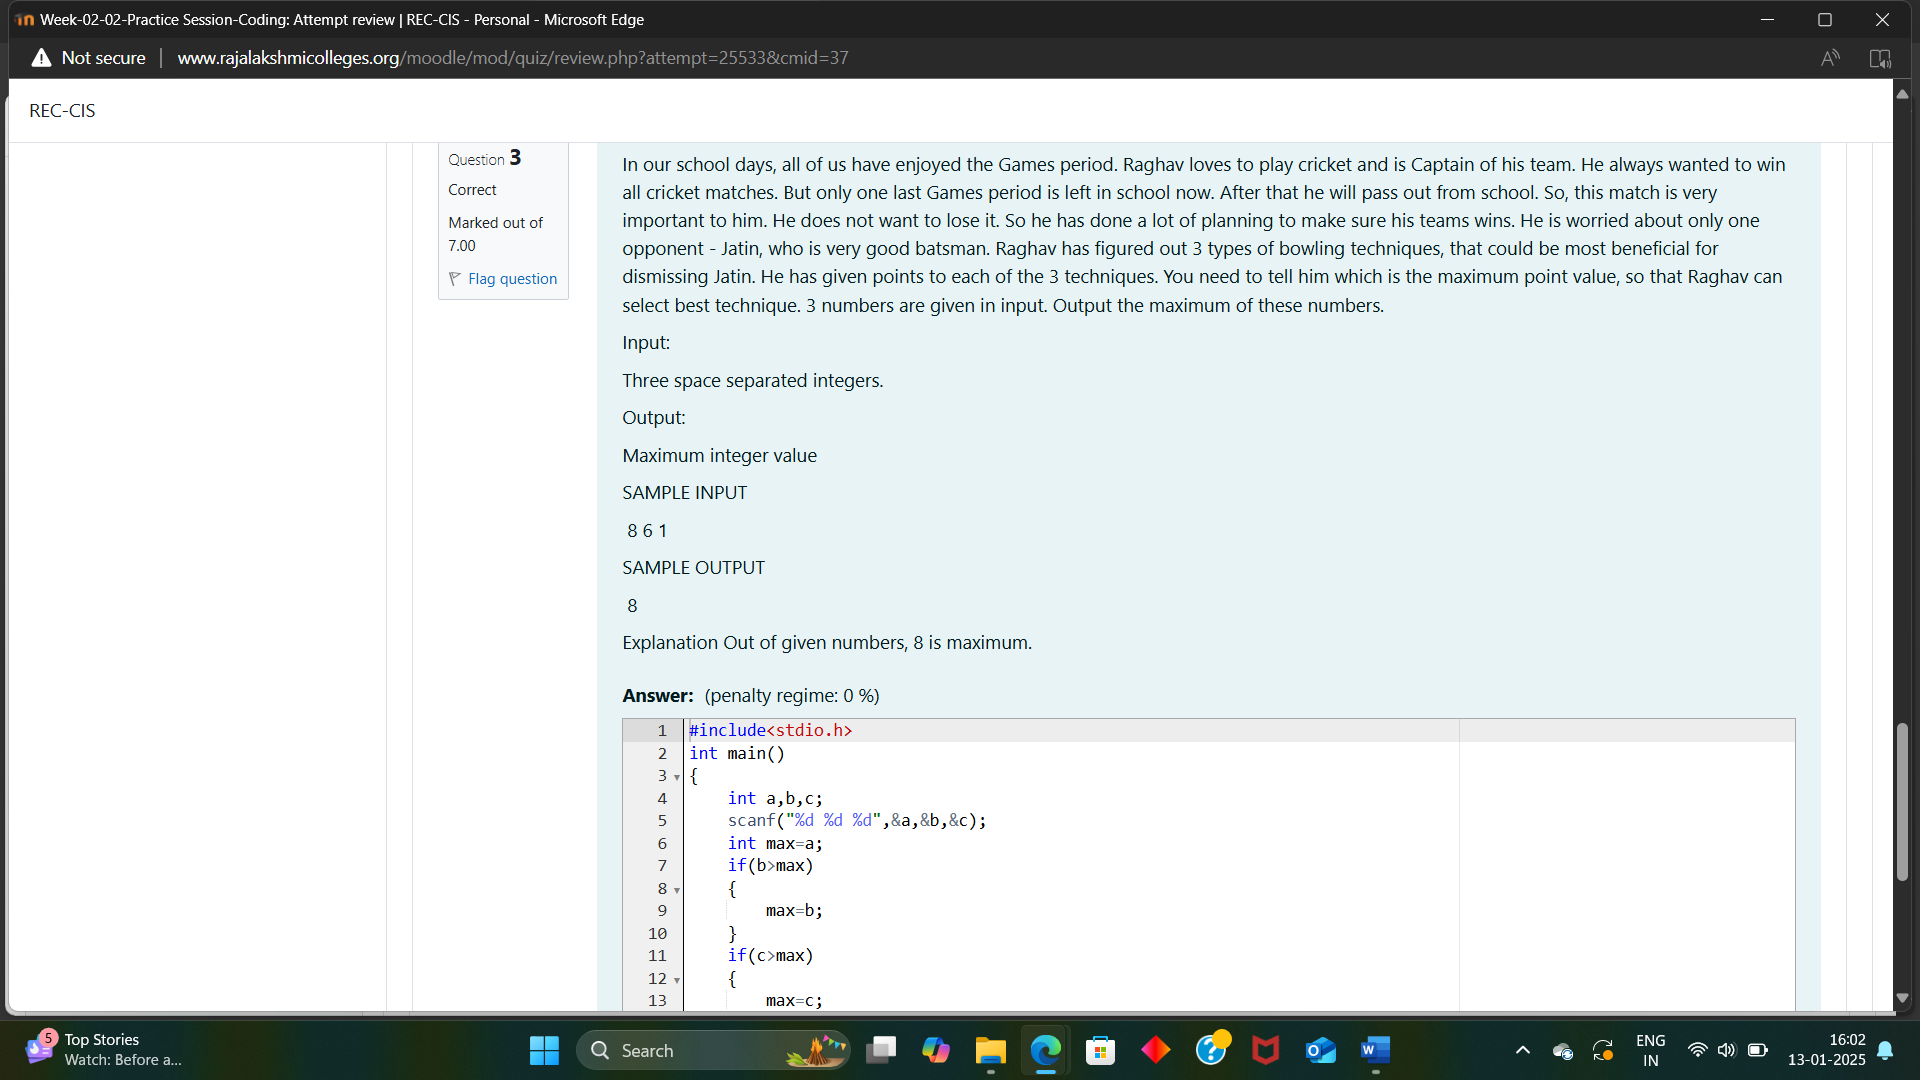 Week-02-02-Practice Session-Coding: Attempt review | REC-CIS - Personal - Microsoft Edge
Not secure | www.rajalakshmicolleges.org/moodle/mod/quiz/review.php?attempt=25533&cmid=37
REC-CIS
Question 3
Correct
Marked out of
7.00
Flag question
In our school days, all of us have enjoyed the Games period. Raghav loves to play cricket and is Captain of his team. He always wanted to win
all cricket matches. But only one last Games period is left in school now. After that he will pass out from school. So, this match is very
important to him. He does not want to lose it. So he has done a lot of planning to make sure his teams wins. He is worried about only one
opponent - Jatin, who is very good batsman. Raghav has figured out 3 types of bowling techniques, that could be most beneficial for
dismissing Jatin. He has given points to each of the 3 techniques. You need to tell him which is the maximum point value, so that Raghav can
select best technique. 3 numbers are given in input. Output the maximum of these numbers.
Input:
Three space separated integers.
Output:
Maximum integer value
SAMPLE INPUT
8 6 1
SAMPLE OUTPUT
8
Explanation Out of given numbers, 8 is maximum.
Answer: (penalty regime: 0 %)
1 #include<stdio.h>
2 int main()
3 {
4 int a,b,c;
5 scanf("%d %d %d",&a,&b,&c);
6 int max=a;
7 if(b>max)
8 {
9 max=b;
10 }
11 if(c>max)
12 {
13 max=c;
5
Top Stories
Watch: Before a...
Search
ENG
IN
16:02
13-01-2025